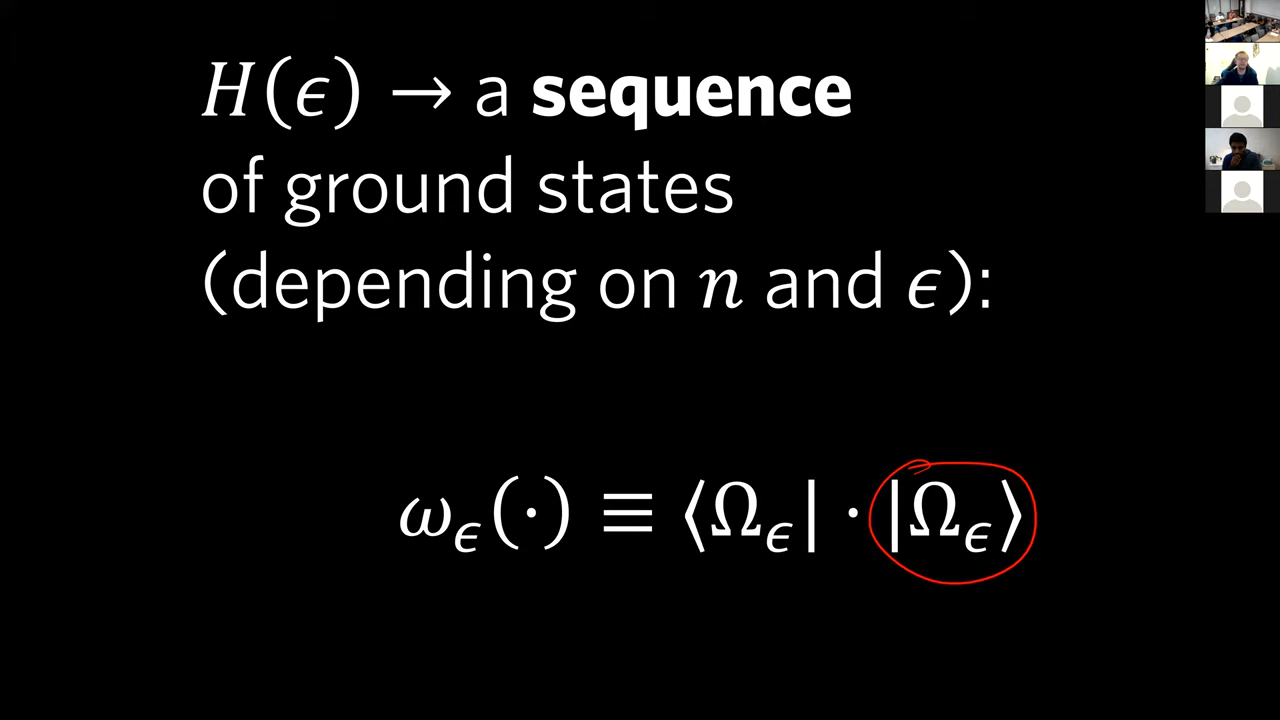 H(ϵ) → a sequence
of ground states
(depending on n and ϵ):
ω_ϵ(·) ≡ ⟨Ω_ϵ| · |Ω_ϵ⟩